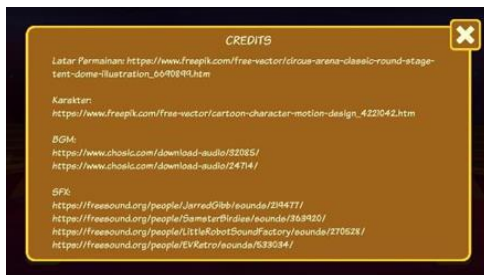 CREDITS
Latar Permainan: https://www.freepik.com/free-vector/circus-arena-classic-round-stage-
tent-dome-illustration_6690899.htm
Karakter:
https://www.freepik.com/free-vector/cartoon-character-motion-design_4221042.htm
BGM:
https://www.chosic.com/download-audio/32085/
https://www.chosic.com/download-audio/24714/
SFX:
https://freesound.org/people/JarredGibb/sounds/219477/
https://freesound.org/people/SamsterBirdies/sounds/363920/
https://freesound.org/people/LittleRobotSoundFactory/sounds/270528/
https://freesound.org/people/EVRetro/sounds/533034/